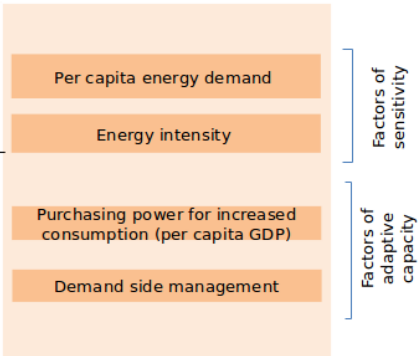 Per capita energy demand
Energy intensity
Factors of
sensitivity
Purchasing power for increased
consumption (per capita GDP)
Demand side management
Factors of
adaptive
capacity